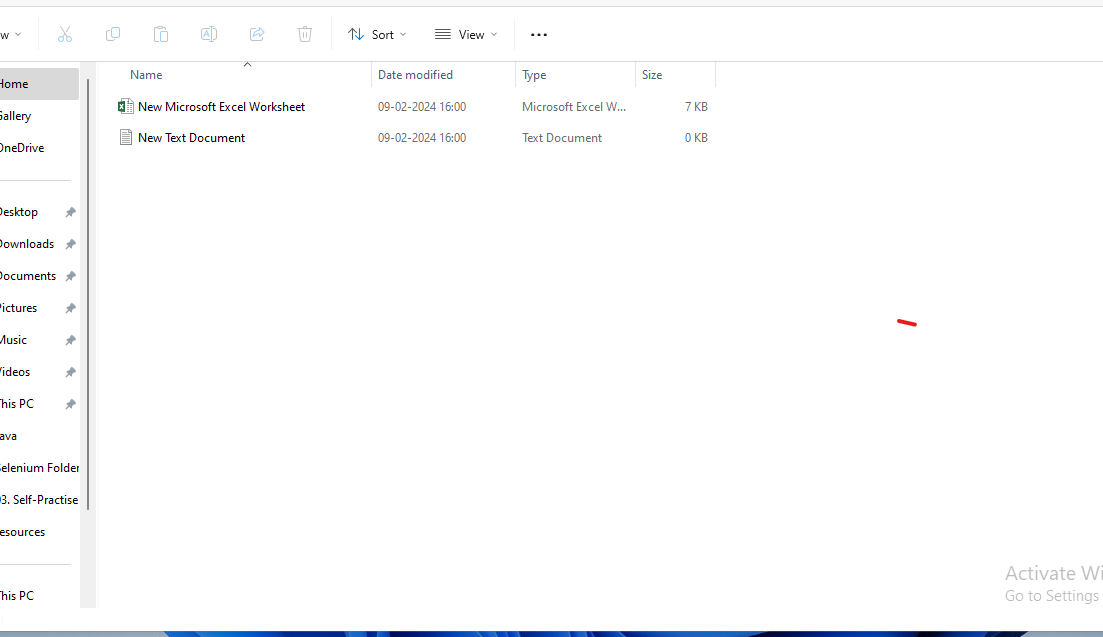 w
Sort
View
Name
Date modified
Type
Size
New Microsoft Excel Worksheet
09-02-2024 16:00
Microsoft Excel W...
7 KB
New Text Document
09-02-2024 16:00
Text Document
0 KB
Home
Gallery
OneDrive
Desktop
Downloads
Documents
Pictures
Music
Videos
This PC
ava
Selenium Folder
03. Self-Practise
esources
This PC
Activate Wi
Go to Settings